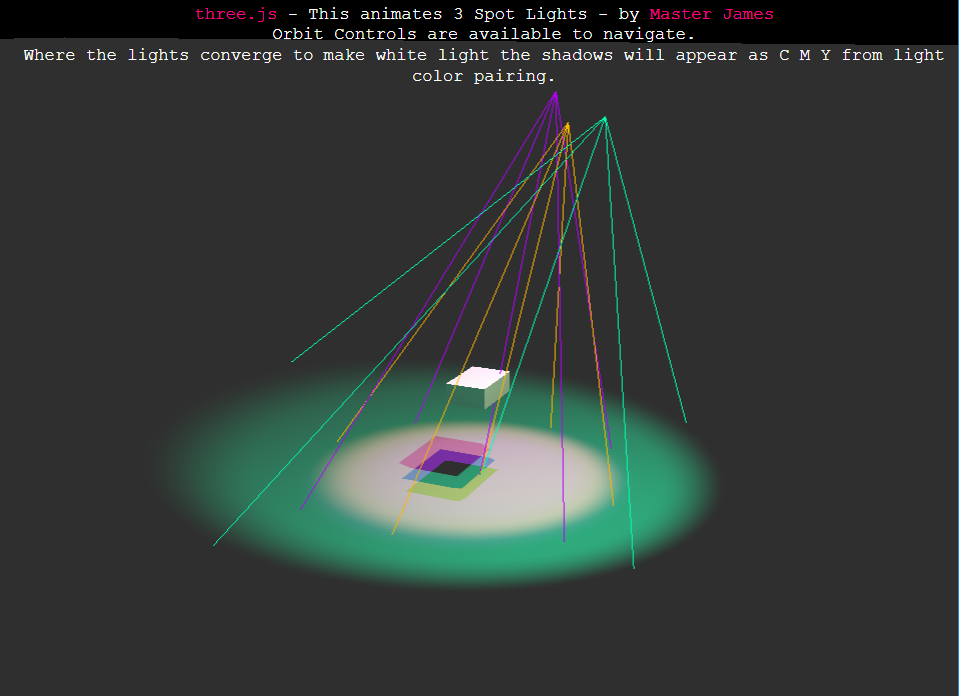 three.js - This animates 3 Spot Lights - by Master James
Orbit Controls are available to navigate.
Where the lights converge to make white light the shadows will appear as C M Y from light
color pairing.